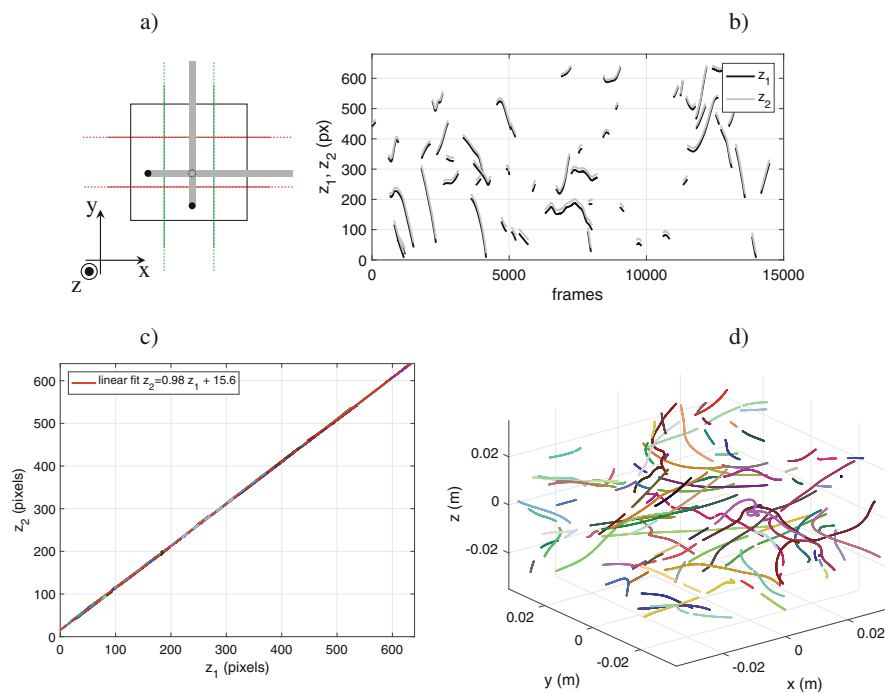 a)
y
x
z
b)
z1, z2 (px)
600
500
400
300
200
100
0
z1
z2
0
5000
10000
15000
frames
c)
z2 (pixels)
600
500
400
300
200
100
0
linear fit z2=0.98 z1 + 15.6
0
100
200
300
400
500
600
z1 (pixels)
d)
z (m)
0.02
0
-0.02
0.02
0
-0.02
y (m)
-0.02
0
0.02
x (m)